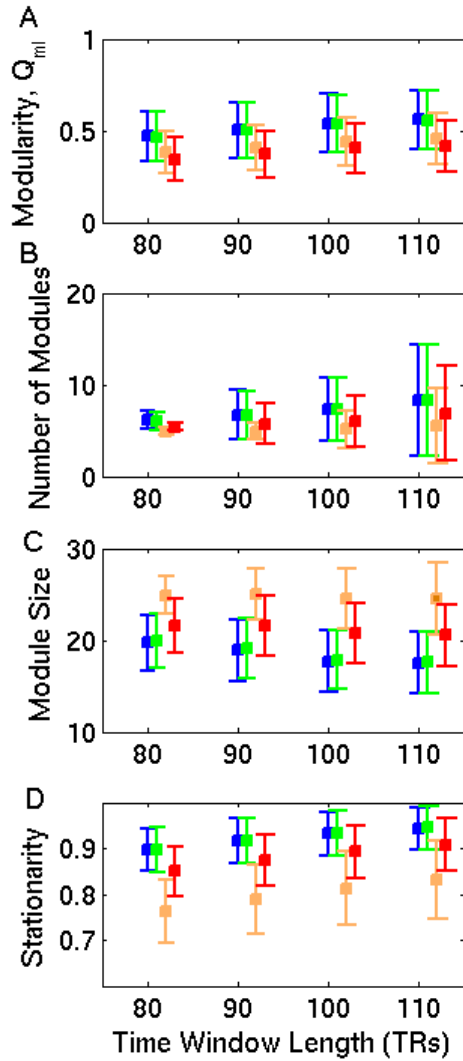 A
Modularity, Q_ml
1
0.5
0
80 90 100 110
B
Number of Modules
20
10
0
80 90 100 110
C
Module Size
30
20
10
80 90 100 110
D
Stationarity
0.9
0.8
0.7
80 90 100 110
Time Window Length (TRs)